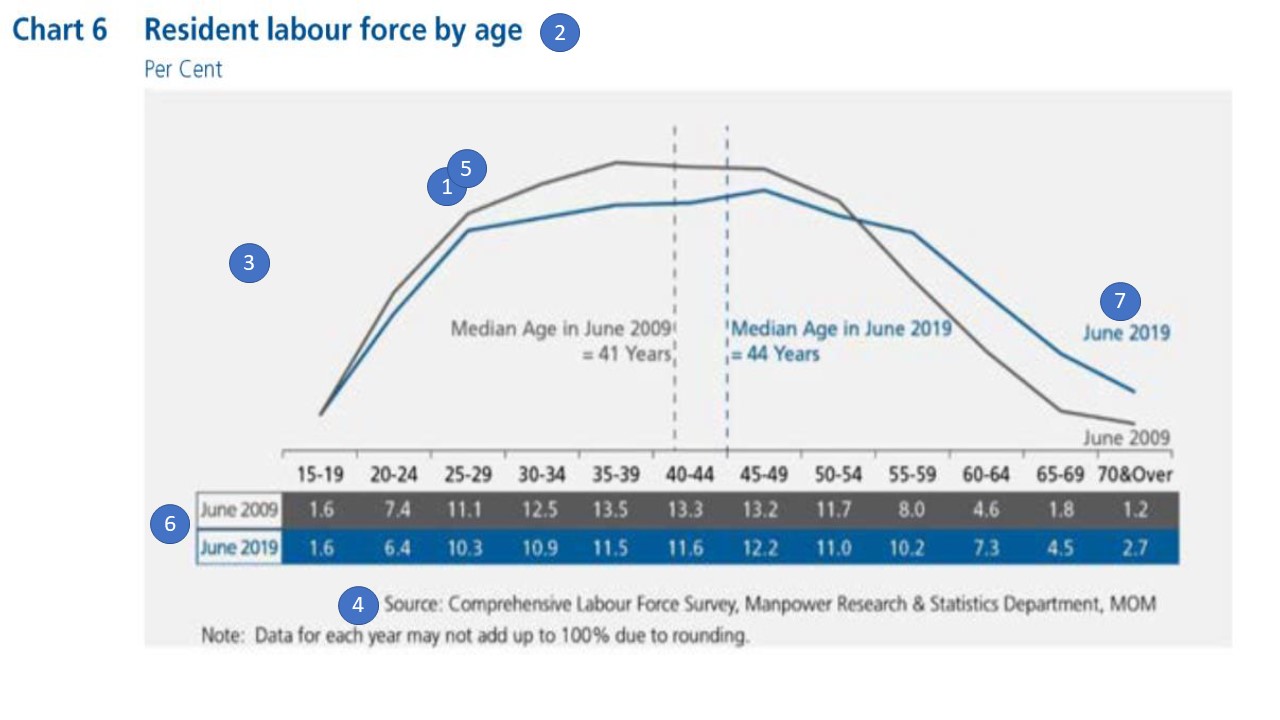 Chart 6 Resident labour force by age 2
Per Cent
5
1
3
Median Age in June 2009
= 41 Years
Median Age in June 2019
= 44 Years
7
June 2019
June 2009
15-19 20-24 25-29 30-34 35-39 40-44 45-49 50-54 55-59 60-64 65-69 70&Over
6
June 2009 1.6 7.4 11.1 12.5 13.5 13.3 13.2 11.7 8.0 4.6 1.8 1.2
June 2019 1.6 6.4 10.3 10.9 11.5 11.6 12.2 11.0 10.2 7.3 4.5 2.7
4 Source: Comprehensive Labour Force Survey, Manpower Research & Statistics Department, MOM
Note: Data for each year may not add up to 100% due to rounding.